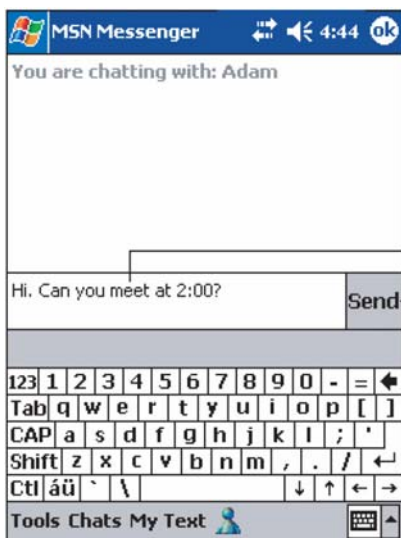 MSN Messenger 4:44 ok
You are chatting with: Adam
Hi. Can you meet at 2:00?
Send
123 1 2 3 4 5 6 7 8 9 0 - =
Tab q w e r t y u i o p [ ]
CAP a s d f g h j k l ; '
Shift z x c v b n m , . /
Ctl áü ` \
Tools Chats My Text